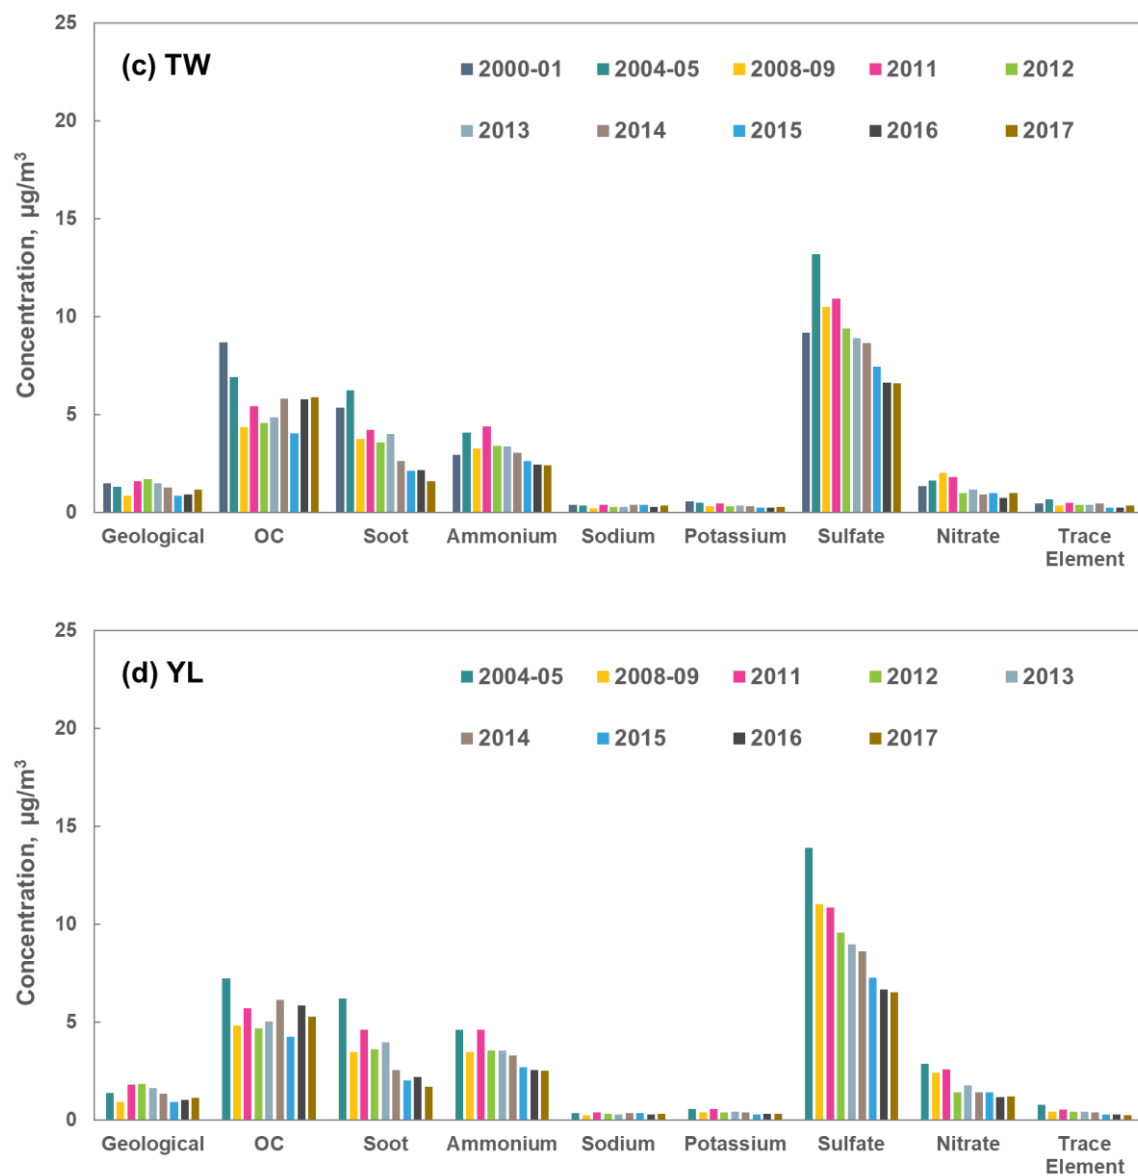 25
(c) TW
2000-01 2004-05 2008-09 2011 2012
20
2013 2014 2015 2016 2017
15
10
5
0
Concentration, µg/m³
Geological OC Soot Ammonium Sodium Potassium Sulfate Nitrate Trace
Element
25
(d) YL
2004-05 2008-09 2011 2012 2013
20
2014 2015 2016 2017
15
10
5
0
Concentration, µg/m³
Geological OC Soot Ammonium Sodium Potassium Sulfate Nitrate Trace
Element